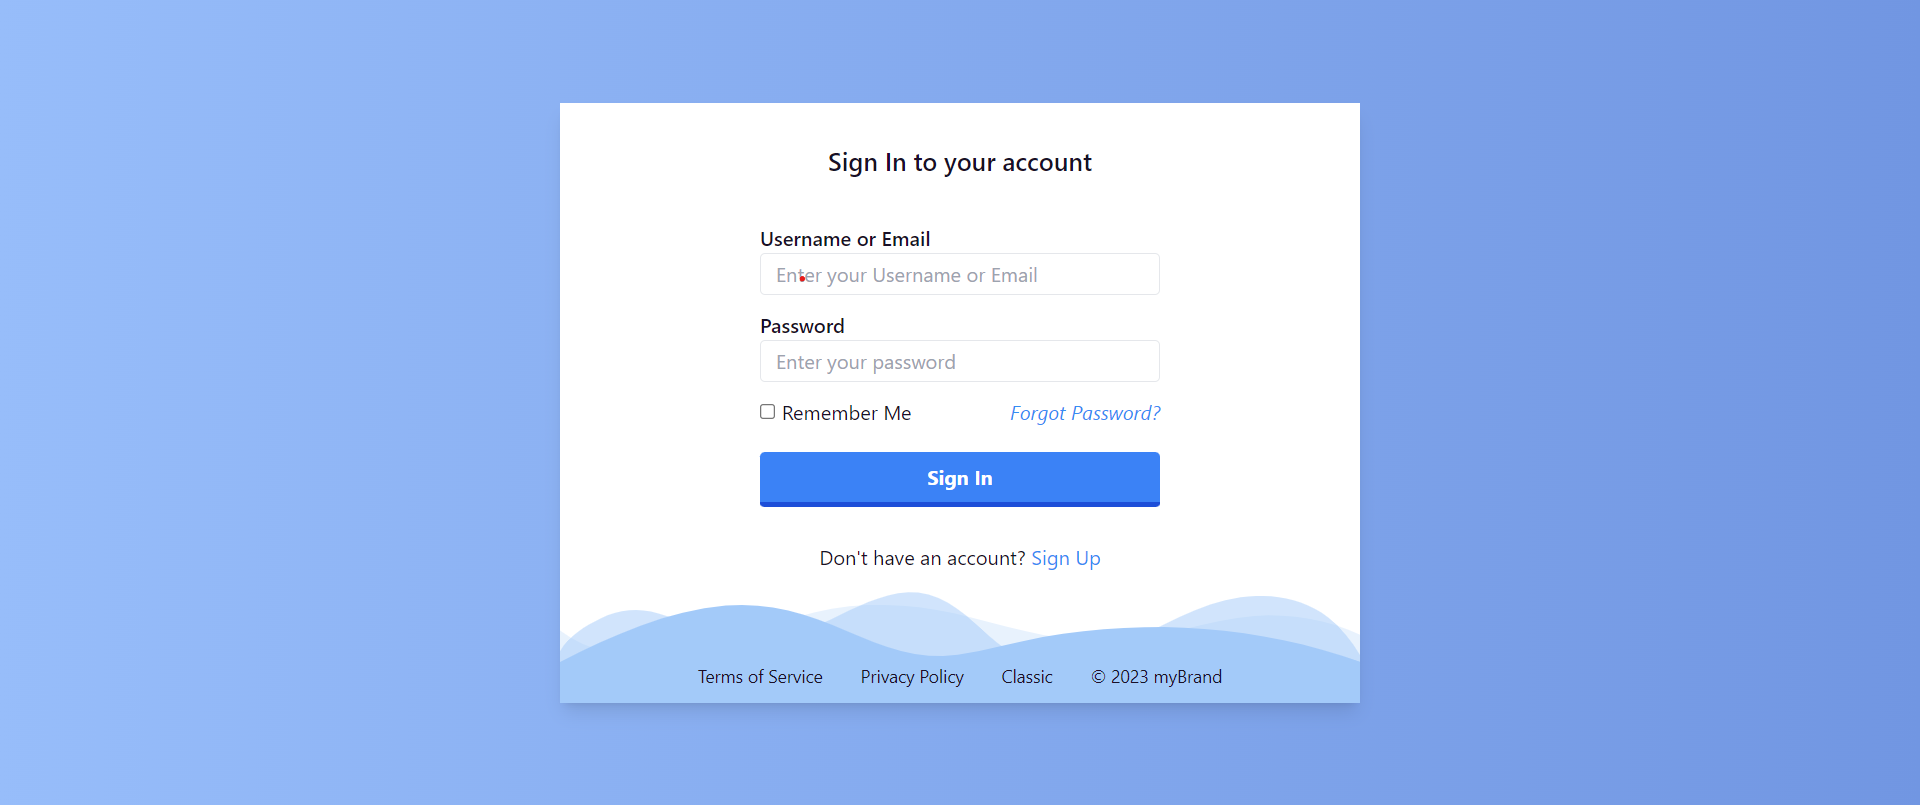 Sign In to your account
Username or Email
Enter your Username or Email
Password
Enter your password
Remember Me Forgot Password?
Sign In
Don't have an account? Sign Up
Terms of Service Privacy Policy Classic © 2023 myBrand